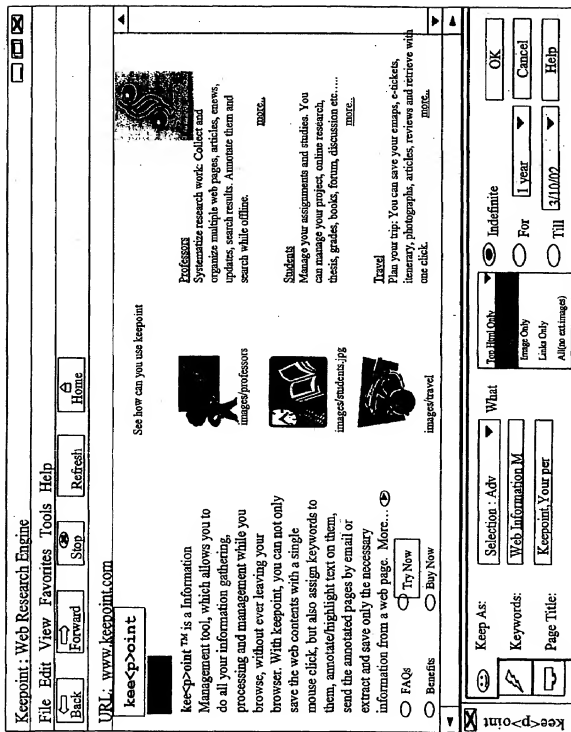 Keepoint : Web Research Engine
File Edit View Favorites Tools Help
Back Forward Stop Refresh Home
URL: www.keepoint.com
kee<p>oint
kee<p>oint ™ is a Information
Management tool, which allows you to
do all your information gathering,
processing and management while you
browse, without ever leaving your
browser. With keepoint, you can not only
save the web contents with a single
mouse click, but also assign keywords to
them, annotate/highlight text on them,
send the annotated pages by email or
extract and save only the necessary
information from a web page. More...
FAQs Try Now
Benefits Buy Now
See how can you use keepoint
images/professors
Professors
Systematize research work: Collect and
organize multiple web pages, articles, enews,
updates, search results. Annotate them and
search while offline.
more..
images/students.jpg
Students
Manage your assignments and studies. You
can manage your project, online research,
thesis, grades, books, forum, discussion etc.....
more..
images/travel
Travel
Plan your trip: You can save your emaps, e-tickets,
itenerary, photographs, articles, reviews and retrieve with
one click.
more..
kee<p>oint
Keep As: Selection : Adv
Keywords: Web Information M
Page Title: Keepoint,Your per
What
Top Html Only
Image Only
Links Only
All(no ext.images)
Indefinite
For 1 year
Till 3/10/02
OK
Cancel
Help